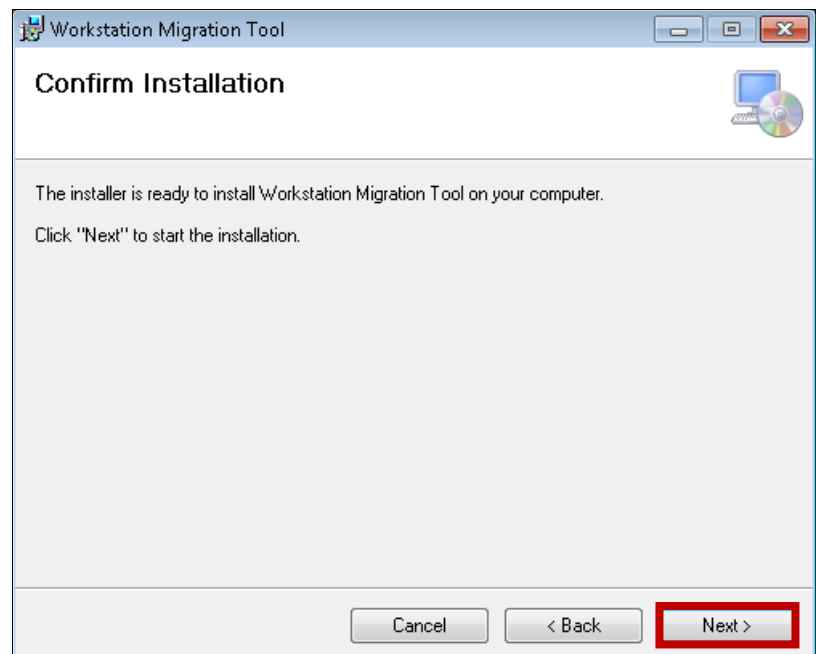 Workstation Migration Tool
Confirm Installation
The installer is ready to install Workstation Migration Tool on your computer.
Click "Next" to start the installation.
Cancel
< Back
Next >